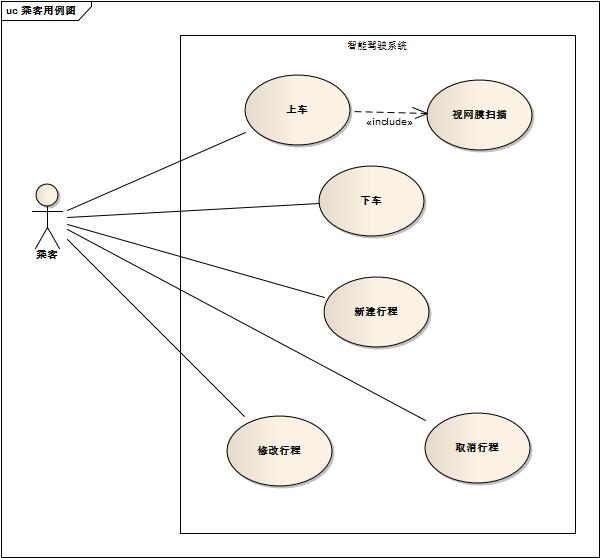 uc 乘客用例图
智能驾驶系统
上车
«include»
视网膜扫描
下车
乘客
新建行程
修改行程
取消行程